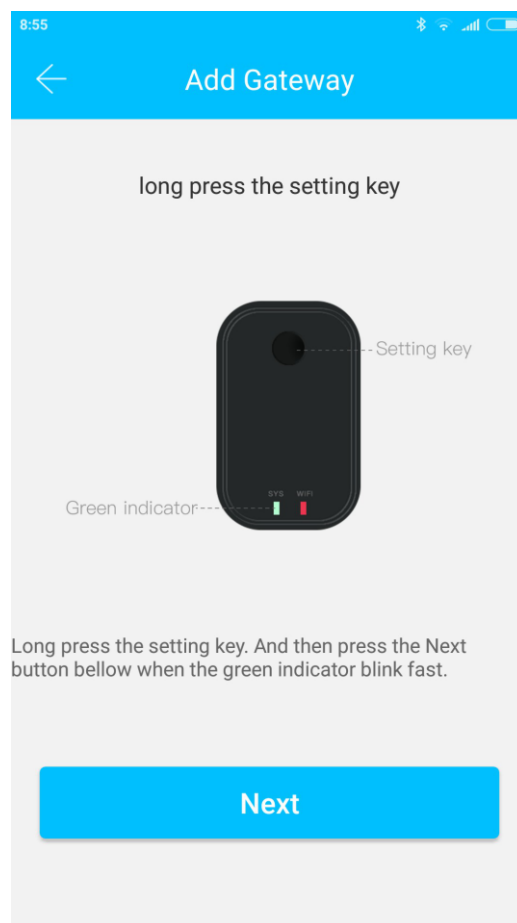 8:55
Add Gateway
long press the setting key
Setting key
SYS WiFi
Green indicator
Long press the setting key. And then press the Next
button bellow when the green indicator blink fast.
Next